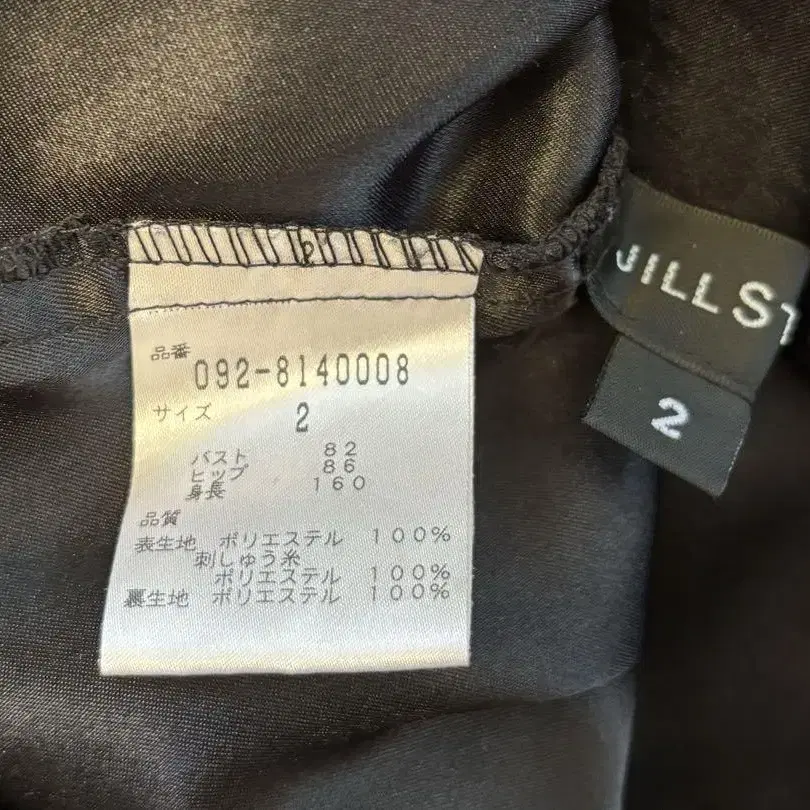 品番 092-8140008
サイズ 2
バスト 82
ヒップ 86
身長 160
品質
表生地 ポリエステル 100%
刺しゅう糸
ポリエステル 100%
裏生地 ポリエステル 100%
JILL ST
2